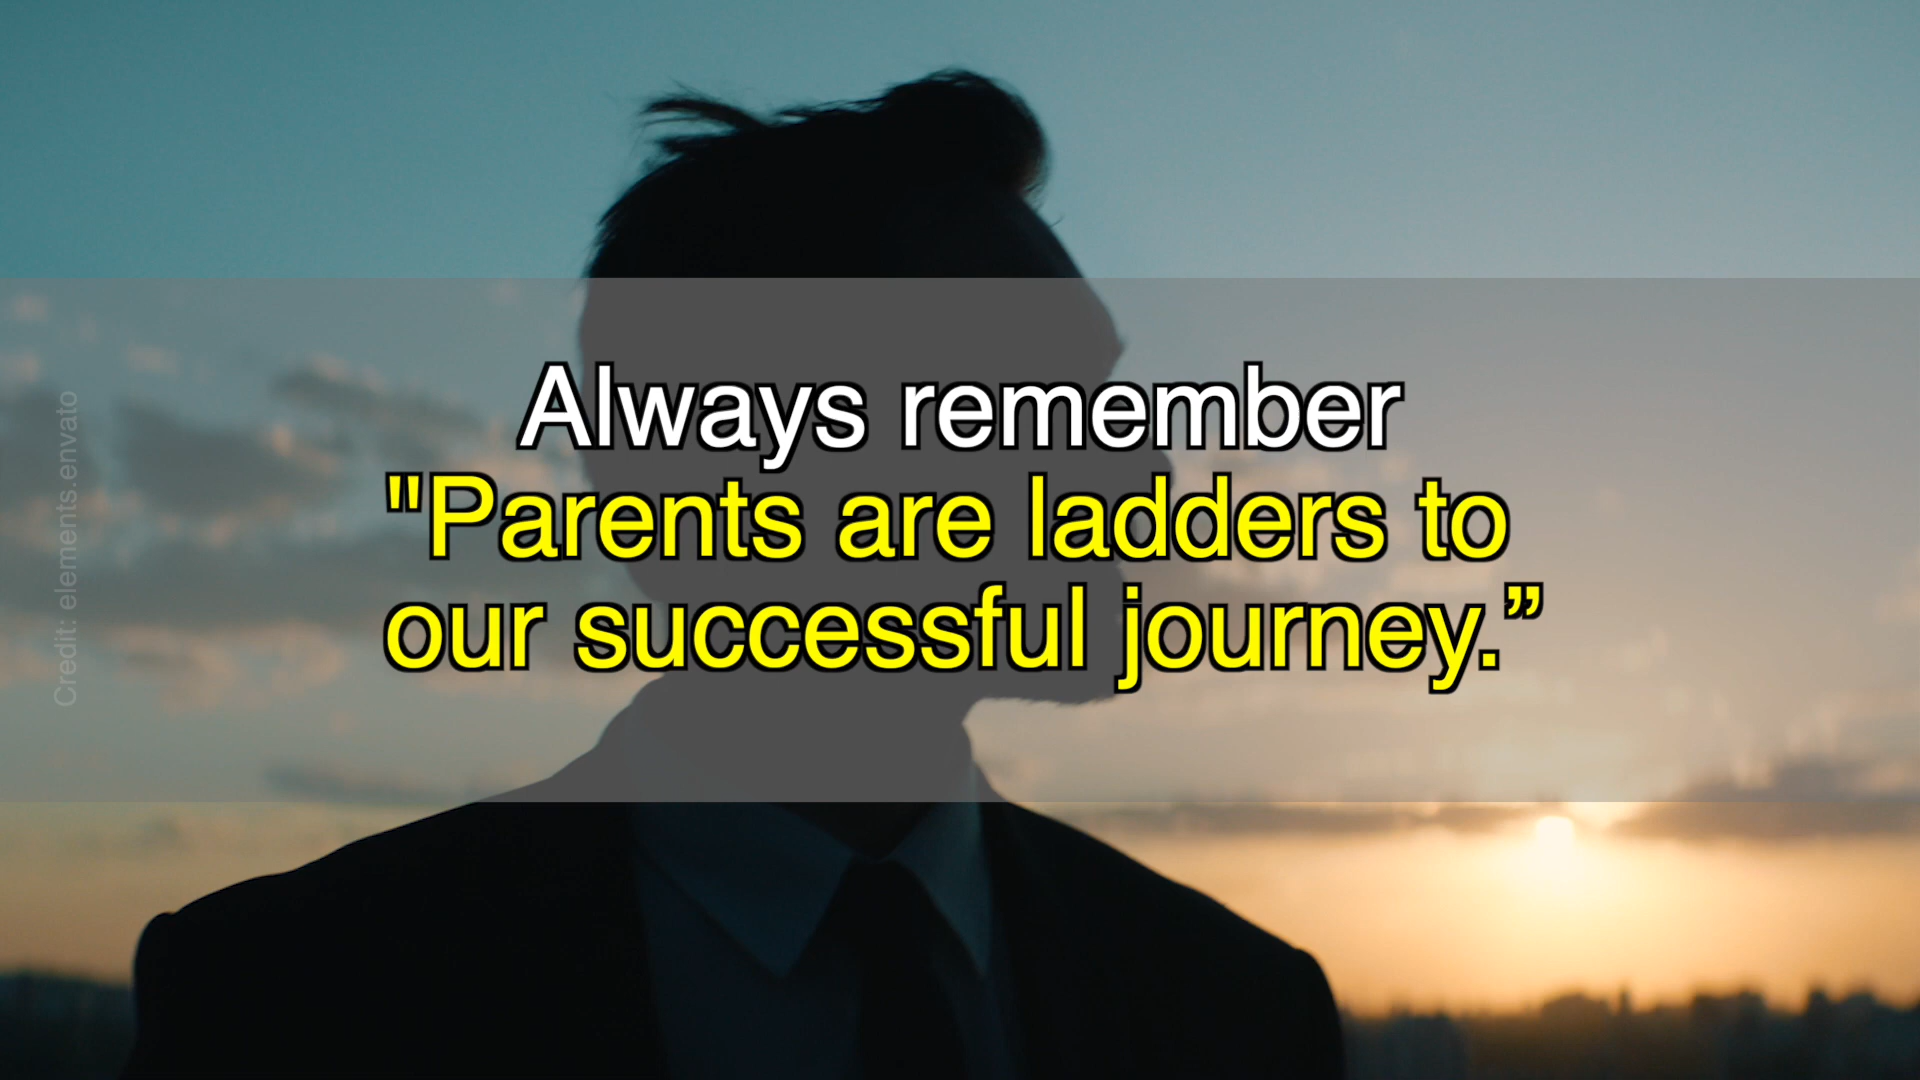 Always remember
"Parents are ladders to
our successful journey.”
Credit: elements.envato